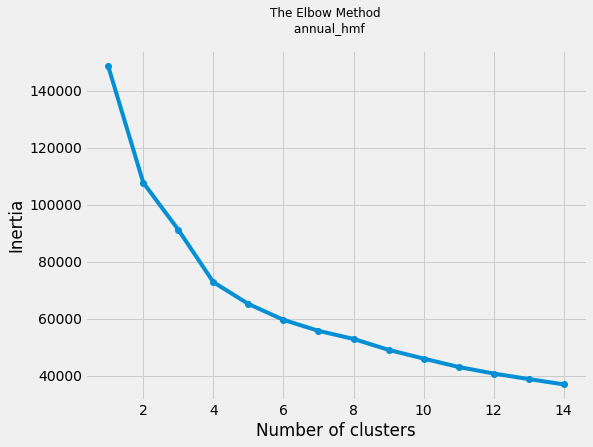 The Elbow Method
annual_hmf
140000
120000
100000
80000
60000
40000
Inertia
2 4 6 8 10 12 14
Number of clusters